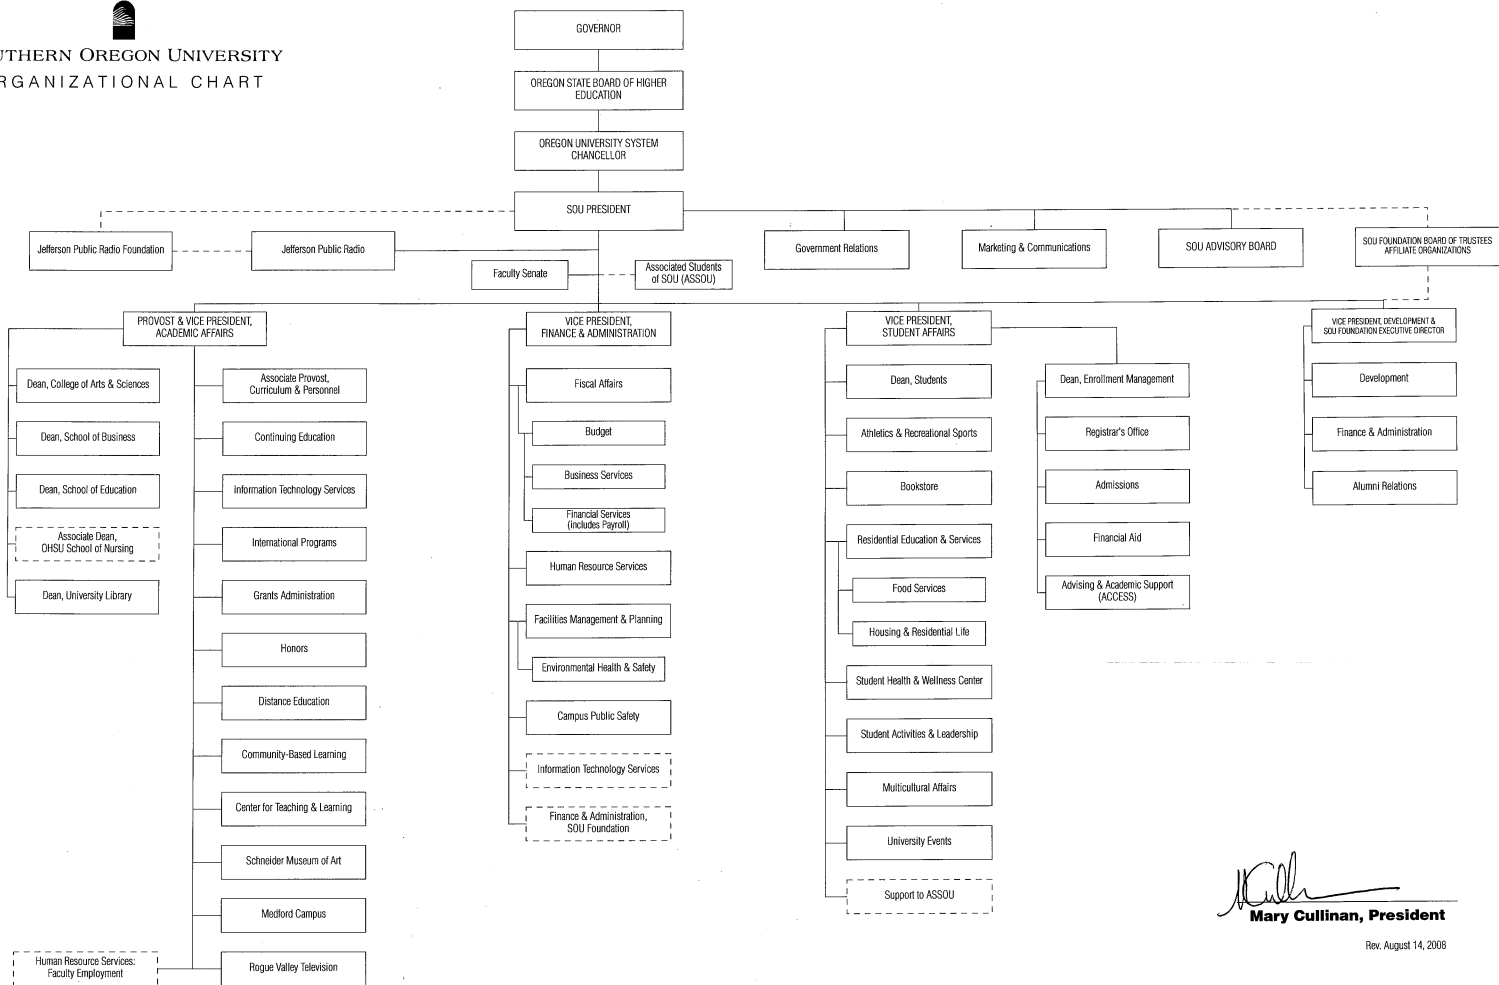 UTHERN OREGON UNIVERSITY
RGANIZATIONAL CHART
GOVERNOR
OREGON STATE BOARD OF HIGHER
EDUCATION
OREGON UNIVERSITY SYSTEM
CHANCELLOR
SOU PRESIDENT
Jefferson Public Radio Foundation
Jefferson Public Radio
Government Relations
Marketing & Communications
SOU ADVISORY BOARD
SOU FOUNDATION BOARD OF TRUSTEES
AFFILIATE ORGANIZATIONS
Faculty Senate
Associated Students
of SOU (ASSOU)
PROVOST & VICE PRESIDENT,
ACADEMIC AFFAIRS
Dean, College of Arts & Sciences
Dean, School of Business
Dean, School of Education
Associate Dean,
OHSU School of Nursing
Dean, University Library
Associate Provost,
Curriculum & Personnel
Continuing Education
Information Technology Services
International Programs
Grants Administration
Honors
Distance Education
Community-Based Learning
Center for Teaching & Learning
Schneider Museum of Art
Medford Campus
Human Resource Services:
Faculty Employment
Rogue Valley Television
VICE PRESIDENT,
FINANCE & ADMINISTRATION
Fiscal Affairs
Budget
Business Services
Financial Services
(includes Payroll)
Human Resource Services
Facilities Management & Planning
Environmental Health & Safety
Campus Public Safety
Information Technology Services
Finance & Administration,
SOU Foundation
VICE PRESIDENT,
STUDENT AFFAIRS
Dean, Students
Athletics & Recreational Sports
Bookstore
Residential Education & Services
Food Services
Housing & Residential Life
Student Health & Wellness Center
Student Activities & Leadership
Multicultural Affairs
University Events
Support to ASSOU
Dean, Enrollment Management
Registrar's Office
Admissions
Financial Aid
Advising & Academic Support
(ACCESS)
VICE PRESIDENT, DEVELOPMENT &
SOU FOUNDATION EXECUTIVE DIRECTOR
Development
Finance & Administration
Alumni Relations
Mary Cullinan, President
Rev. August 14, 2008